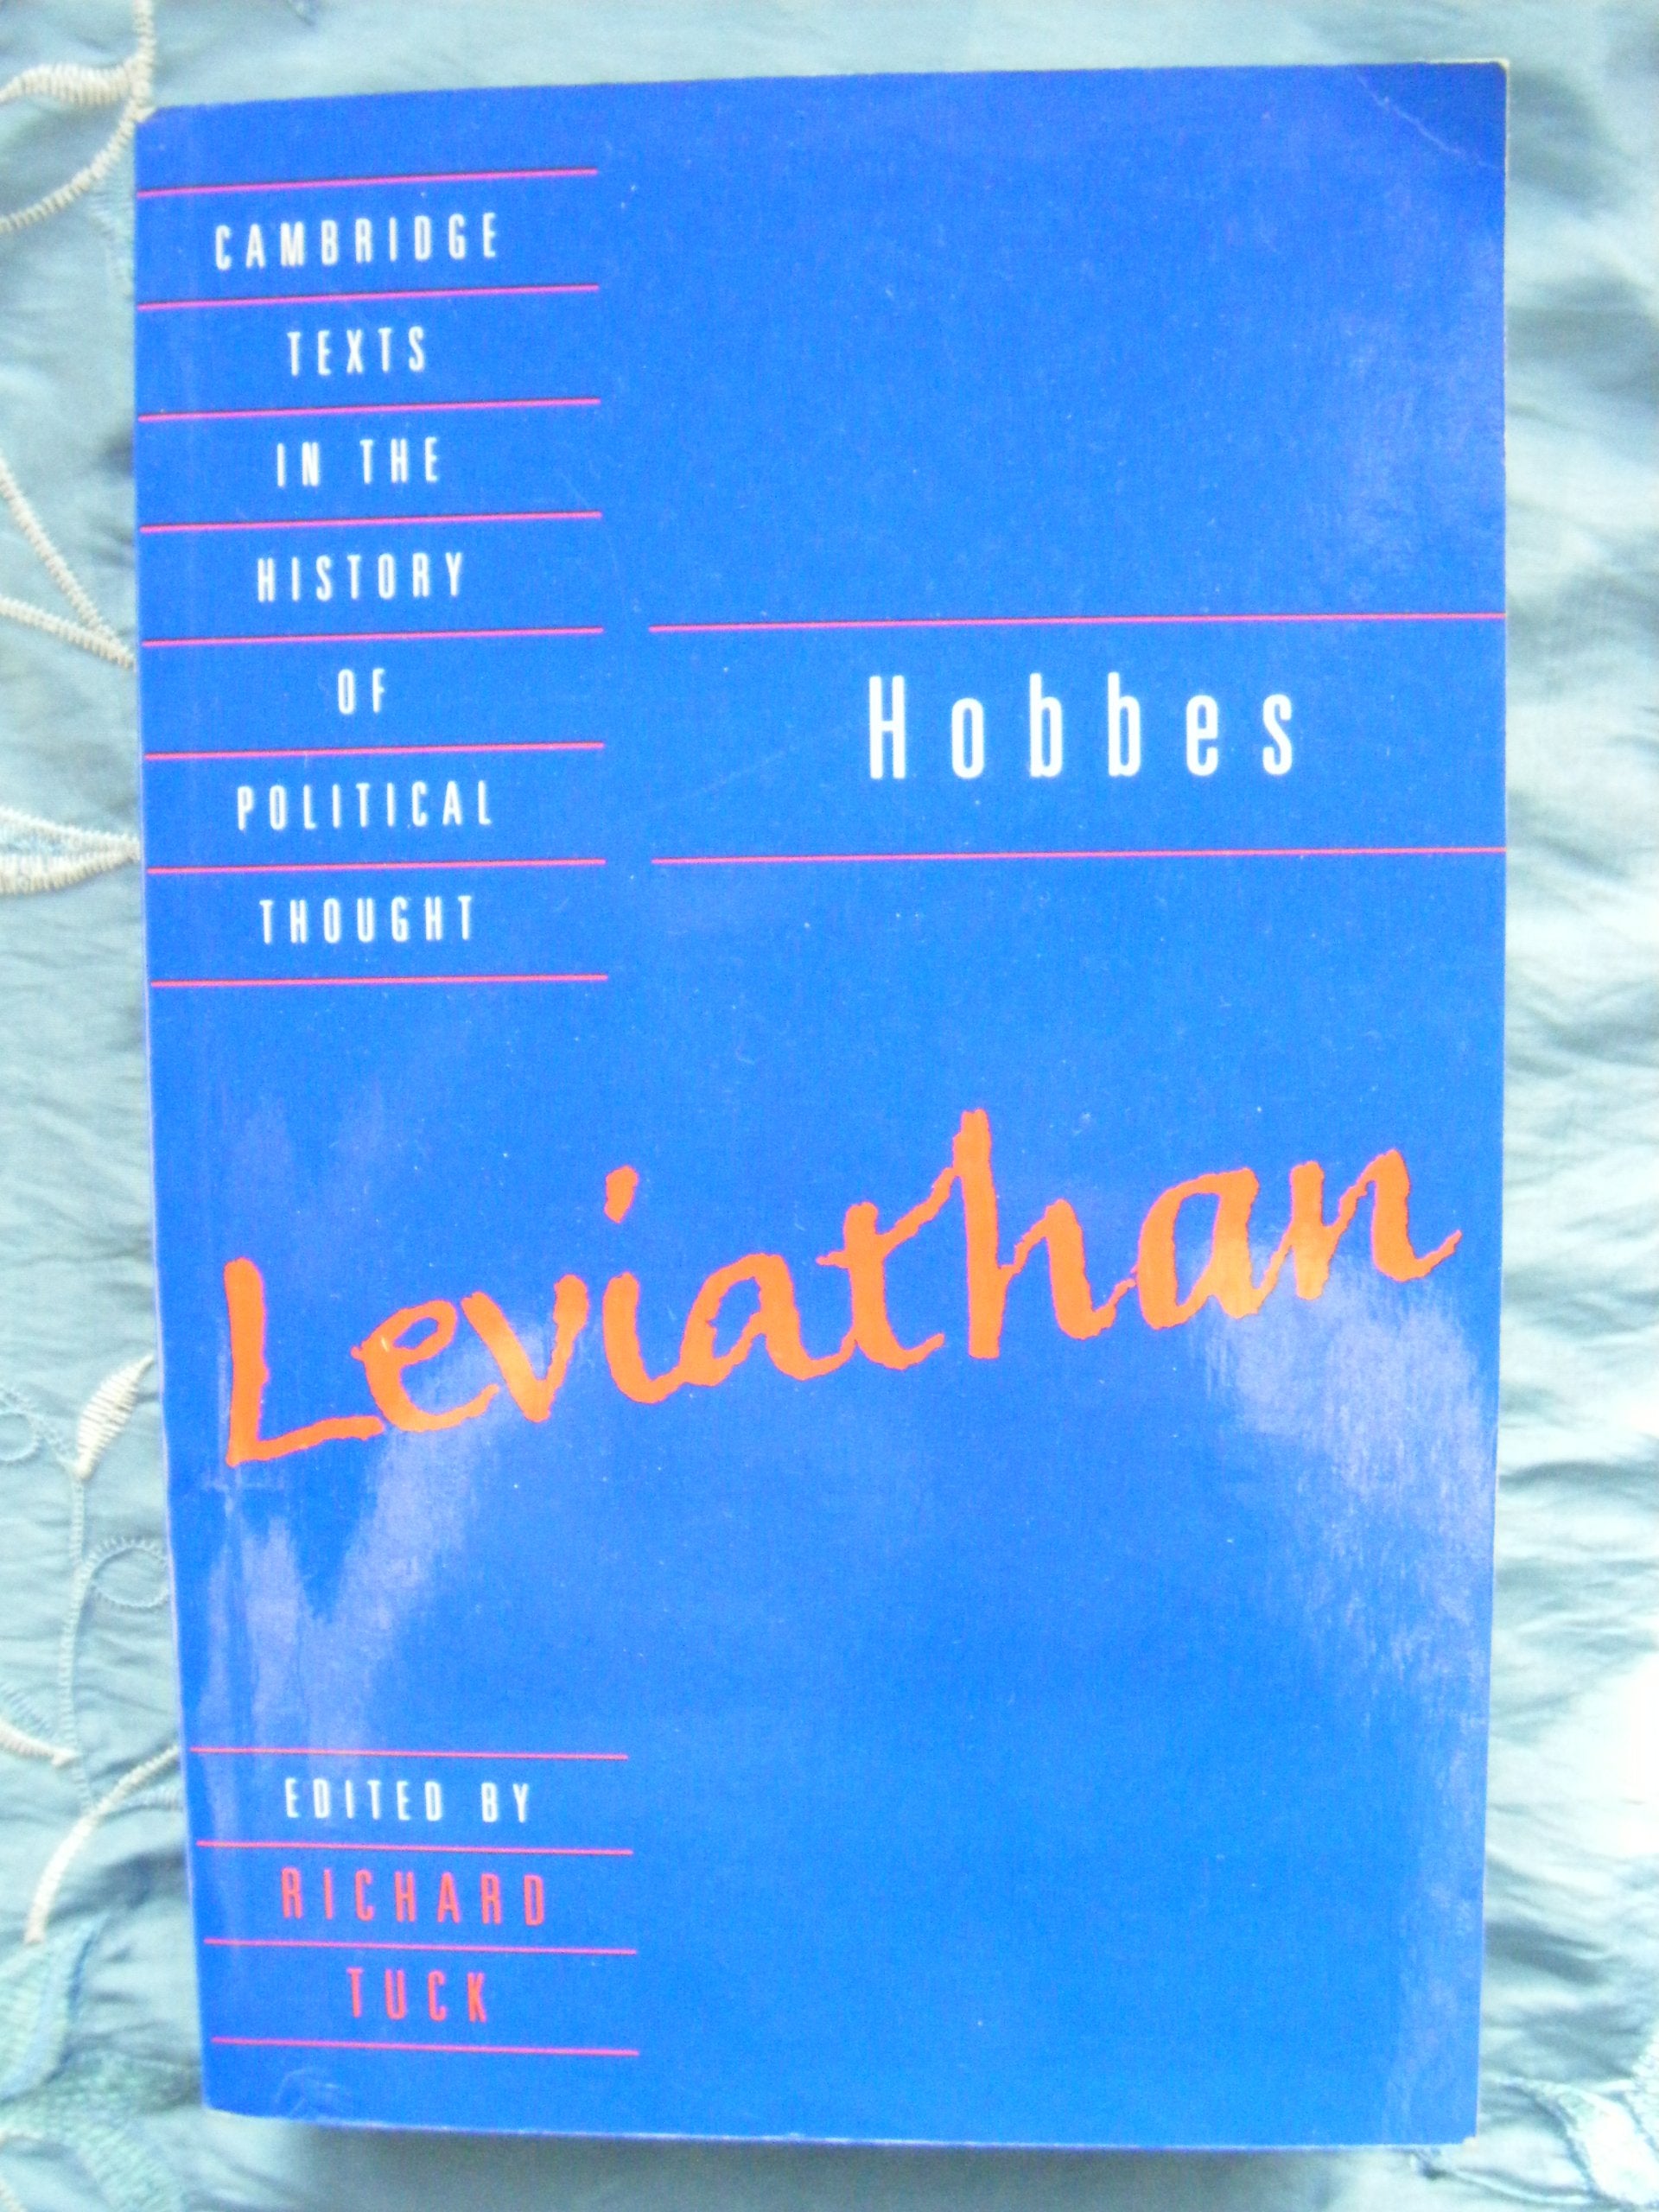 CAMBRIDGE
TEXTS
IN THE
HISTORY
OF
POLITICAL
THOUGHT
Hobbes
Leviathan
EDITED BY
RICHARD
TUCK